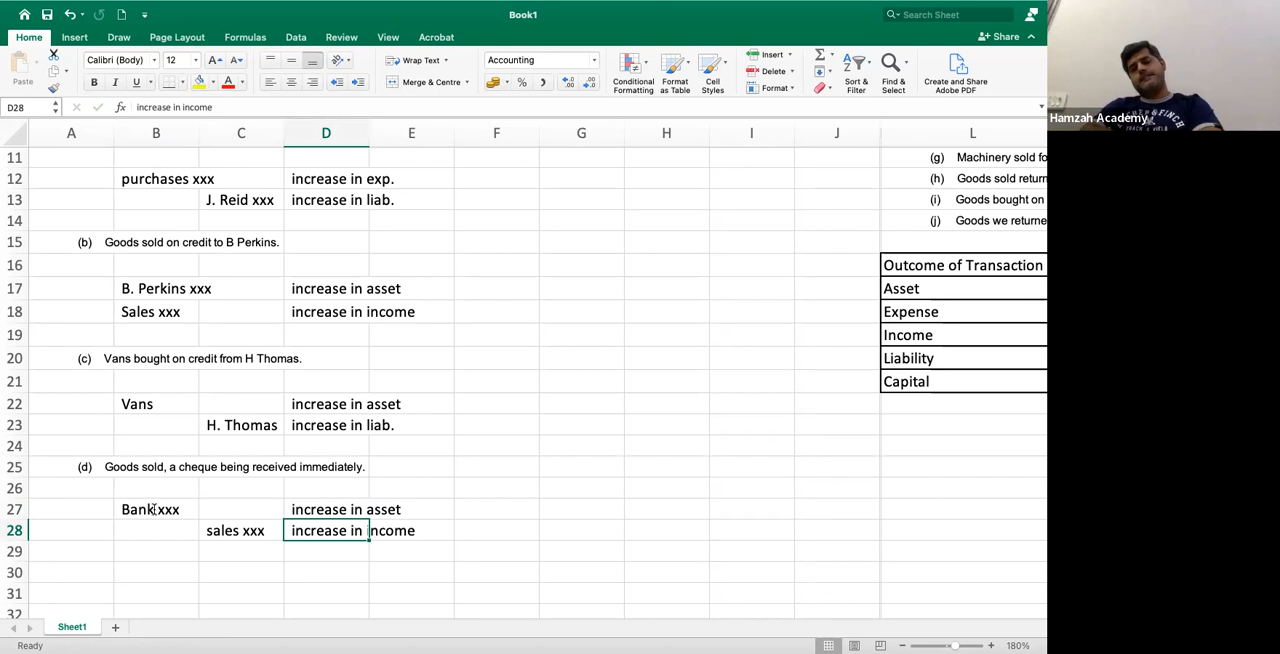 Book1
Search Sheet
Home Insert Draw Page Layout Formulas Data Review View Acrobat Share
Paste Calibri (Body) 12 A A Wrap Text Accounting Conditional Formatting Format as Table Cell Styles Insert Delete Format Sort & Filter Find & Select Create and Share Adobe PDF
B I U A Merge & Centre %
D28 fx increase in income
A B C D E F G H I J L
11 (g) Machinery sold fo
12 purchases xxx increase in exp. (h) Goods sold return
13 J. Reid xxx increase in liab. (i) Goods bought on
14 (j) Goods we returne
15 (b) Goods sold on credit to B Perkins.
16 Outcome of Transaction
17 B. Perkins xxx increase in asset Asset
18 Sales xxx increase in income Expense
19 Income
20 (c) Vans bought on credit from H Thomas. Liability
21 Capital
22 Vans increase in asset
23 H. Thomas increase in liab.
24
25 (d) Goods sold, a cheque being received immediately.
26
27 Bank xxx increase in asset
28 sales xxx increase in income
29
30
31
32
Sheet1 +
Ready 180%
Hamzah Academy